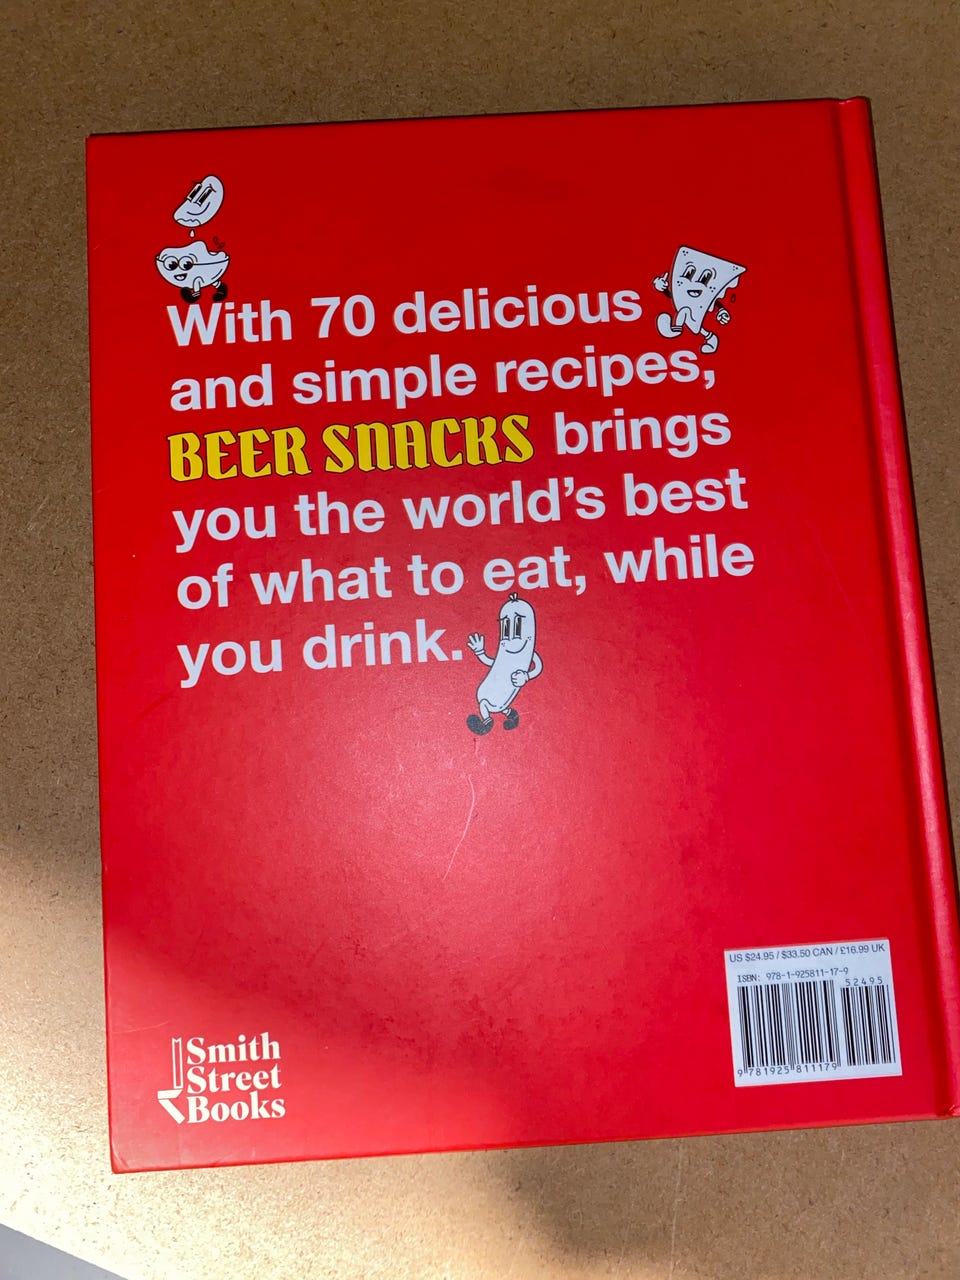 With 70 delicious
and simple recipes,
BEER SNACKS brings
you the world's best
of what to eat, while
you drink.
US $24.95 / $33.50 CAN / £16.99 UK
ISBN: 978-1-925811-17-9
52495
9 781925 811179
Smith
Street
Books